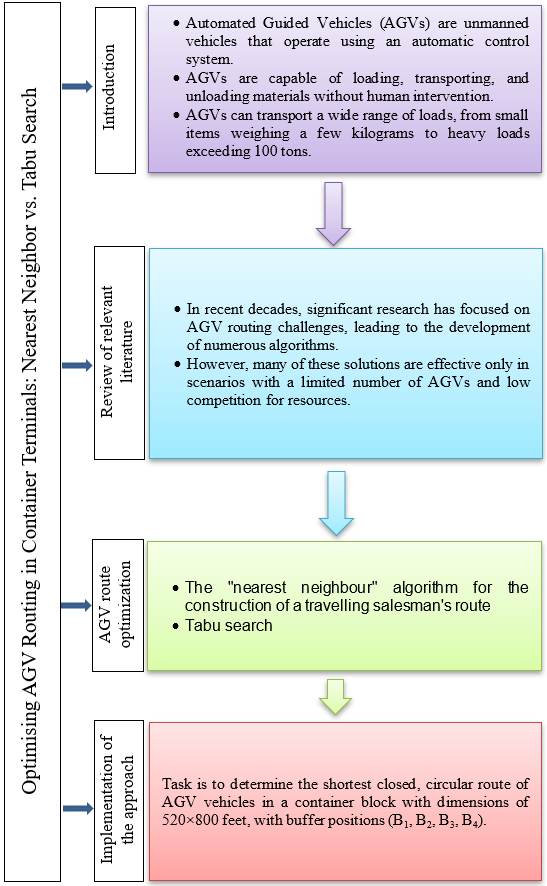 Optimising AGV Routing in Container Terminals: Nearest Neighbor vs. Tabu Search
Introduction
• Automated Guided Vehicles (AGVs) are unmanned
vehicles that operate using an automatic control
system.
• AGVs are capable of loading, transporting, and
unloading materials without human intervention.
• AGVs can transport a wide range of loads, from small
items weighing a few kilograms to heavy loads
exceeding 100 tons.
Review of relevant
literature
• In recent decades, significant research has focused on
AGV routing challenges, leading to the development
of numerous algorithms.
• However, many of these solutions are effective only in
scenarios with a limited number of AGVs and low
competition for resources.
AGV route
optimization
• The "nearest neighbour" algorithm for the
construction of a travelling salesman's route
• Tabu search
Implementation of
the approach
Task is to determine the shortest closed, circular route of
AGV vehicles in a container block with dimensions of
520×800 feet, with buffer positions (B₁, B₂, B₃, B₄).